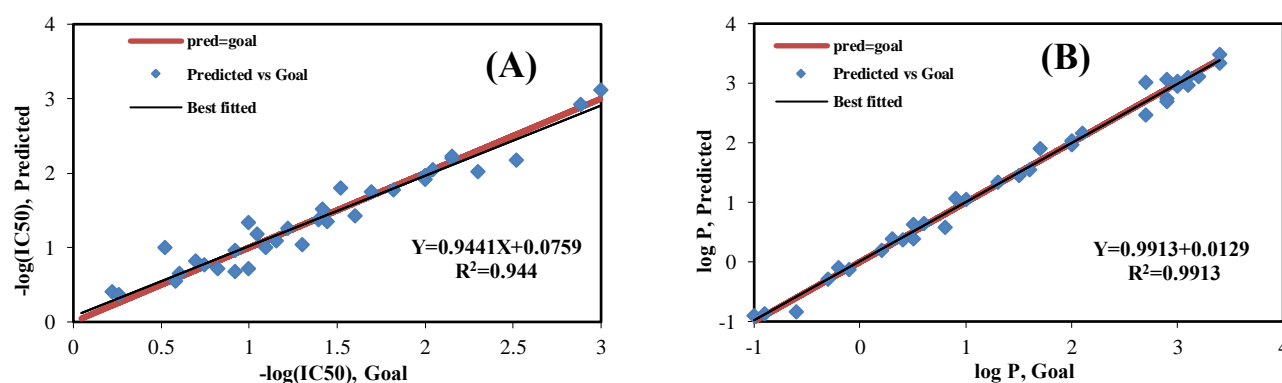 4
3
2
1
0
0
0.5
1
1.5
2
2.5
3
-log(IC50), Predicted
-log(IC50), Goal
pred=goal
Predicted vs Goal
Best fitted
(A)
Y=0.9441X+0.0759
R²=0.944
4
3
2
1
0
-1
-1
0
1
2
3
4
log P, Predicted
log P, Goal
pred=goal
Predicted vs Goal
Best fitted
(B)
Y=0.9913+0.0129
R²=0.9913